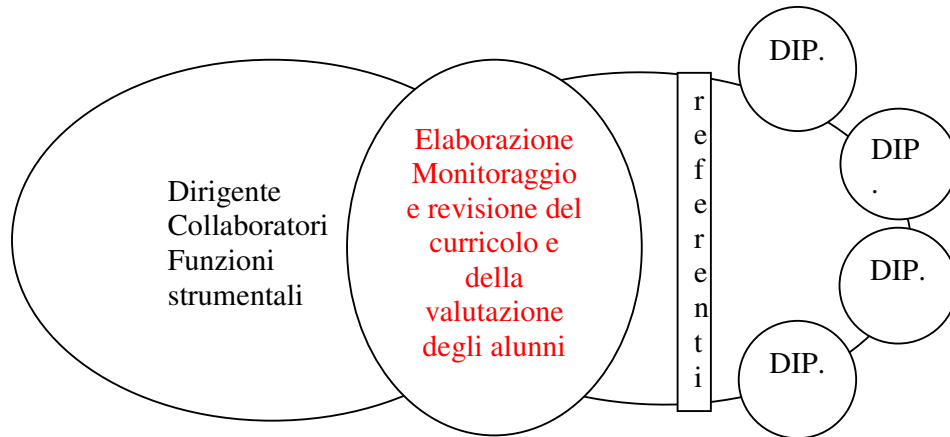 Dirigente
Collaboratori
Funzioni
strumentali
Elaborazione
Monitoraggio
e revisione del
curricolo e
della
valutazione
degli alunni
r
e
f
e
r
e
n
t
i
DIP.
DIP
.
DIP.
DIP.